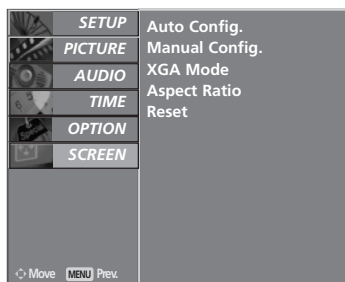 SETUP
PICTURE
AUDIO
TIME
OPTION
SCREEN
Auto Config.
Manual Config.
XGA Mode
Aspect Ratio
Reset
Move MENU Prev.